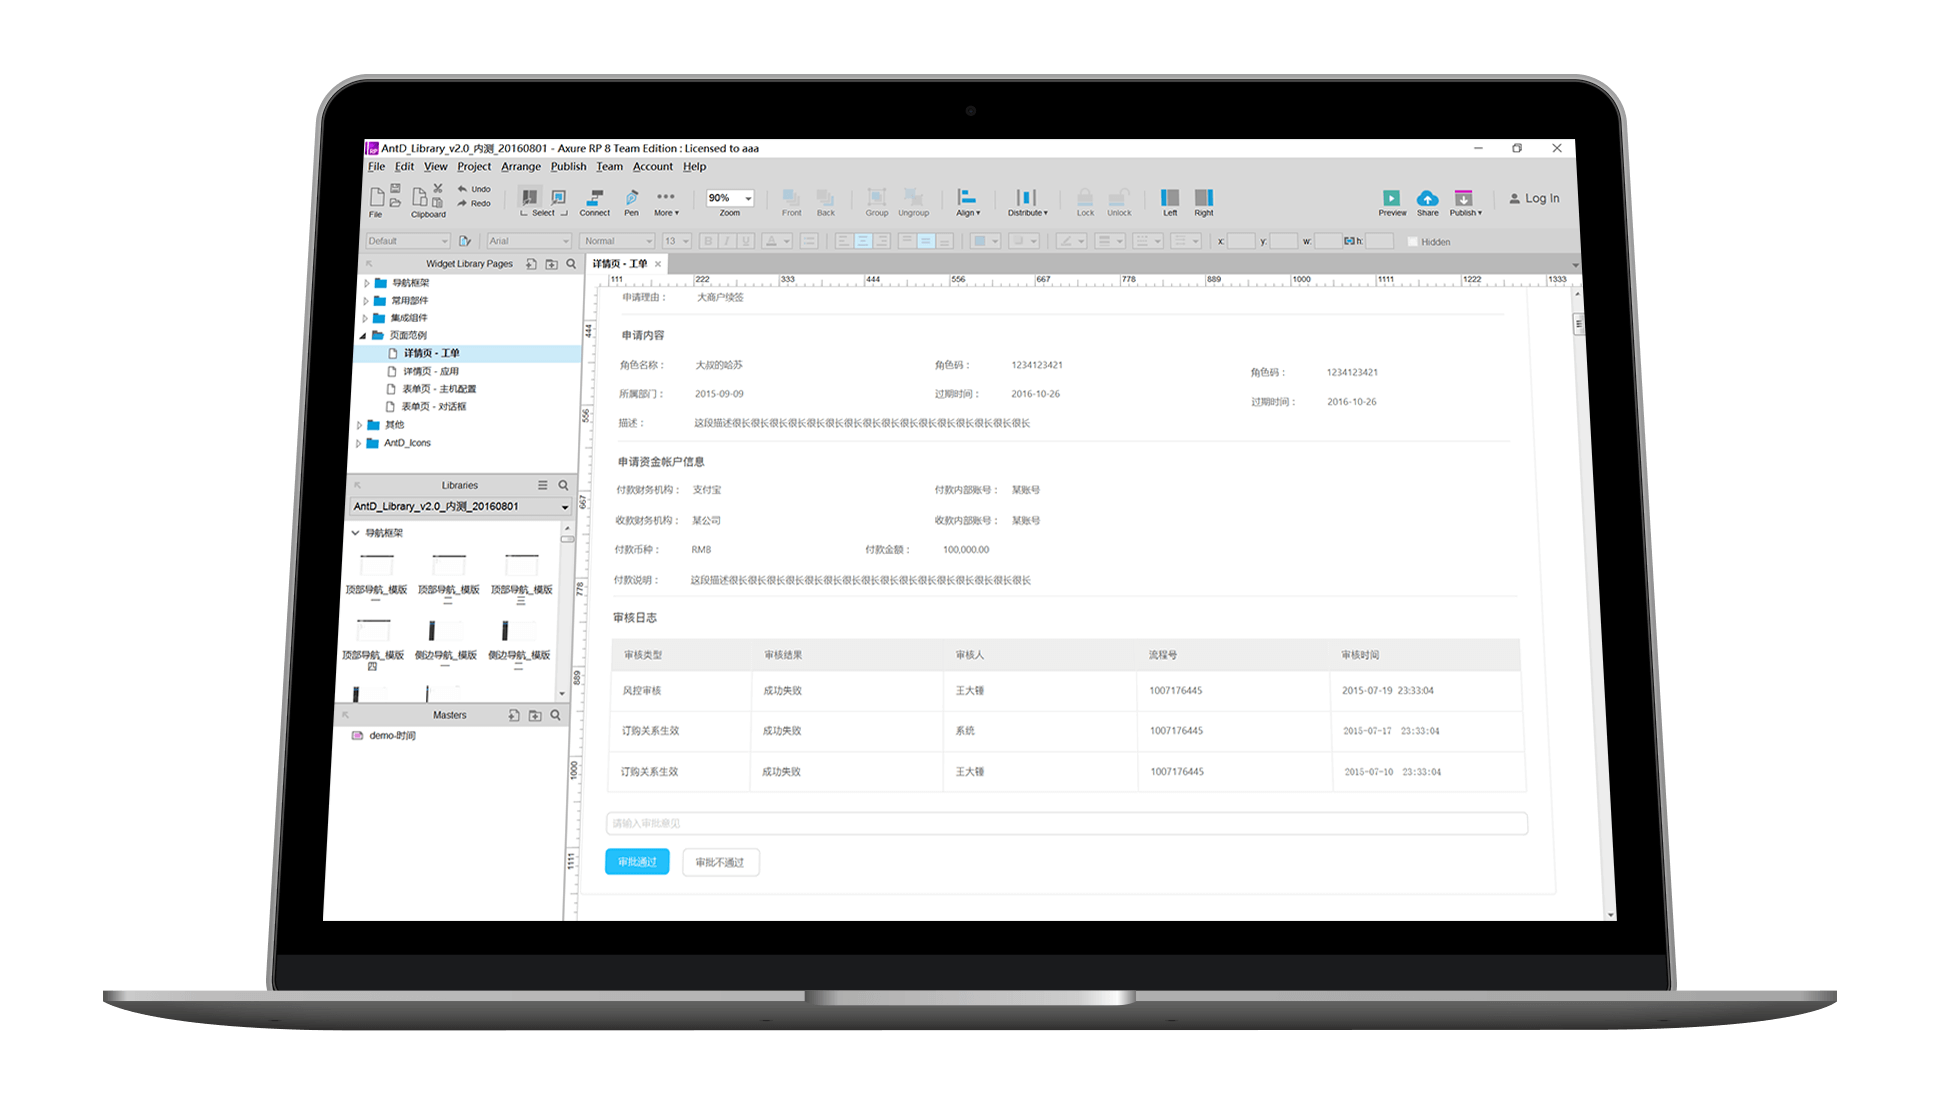 AntD_Library_v2.0_内测_20160801 - Axure RP 8 Team Edition : Licensed to aaa
File Edit View Project Arrange Publish Team Account Help
Undo
Redo
File Clipboard Select Connect Pen More 90% Zoom Front Back Group Ungroup Align Distribute Lock Unlock Left Right Preview Share Publish Log In
Default Arial Normal 13 B I U A x: y: w: h: Hidden
Widget Library Pages
导航框架
常用部件
集成组件
页面范例
详情页 - 工单
详情页 - 应用
表单页 - 主机配置
表单页 - 对话框
其他
AntD_Icons
Libraries
AntD_Library_v2.0_内测_20160801
导航框架
顶部导航_模版一 顶部导航_模版二 顶部导航_模版三
顶部导航_模版四 侧边导航_模版一 侧边导航_模版二
Masters
demo-时间
详情页 - 工单
111 222 333 444 556 667 778 889 1000 1111 1222 1333
444
556
667
778
889
1000
1111
申请理由： 大商户续签
申请内容
角色名称： 大叔的哈苏 角色码： 1234123421 角色码： 1234123421
所属部门： 2015-09-09 过期时间： 2016-10-26 过期时间： 2016-10-26
描述： 这段描述很长很长很长很长很长很长很长很长很长很长很长很长很长很长很长很长
申请资金帐户信息
付款财务机构： 支付宝 付款内部账号： 某账号
收款财务机构： 某公司 收款内部账号： 某账号
付款币种： RMB 付款金额： 100,000.00
付款说明： 这段描述很长很长很长很长很长很长很长很长很长很长很长很长很长很长很长很长
审核日志
审核类型 审核结果 审核人 流程号 审核时间
风控审核 成功失败 王大锤 1007176445 2015-07-19 23:33:04
订购关系生效 成功失败 系统 1007176445 2015-07-17 23:33:04
订购关系生效 成功失败 王大锤 1007176445 2015-07-10 23:33:04
请输入审批意见
审批通过 审批不通过